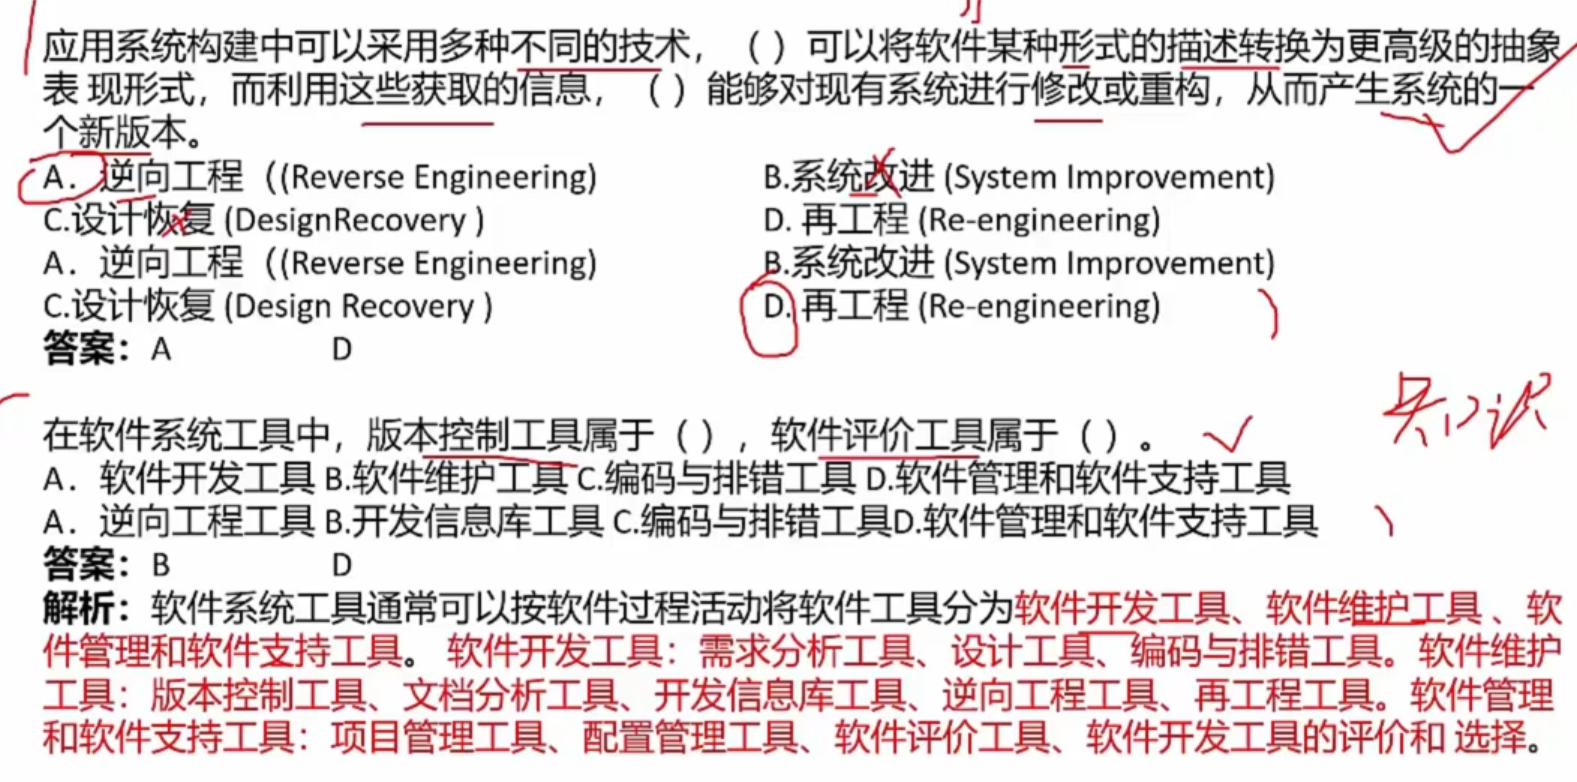 应用系统构建中可以采用多种不同的技术，（ ）可以将软件某种形式的描述转换为更高级的抽象
表 现形式，而利用这些获取的信息，（ ）能够对现有系统进行修改或重构，从而产生系统的一
个新版本。
A．逆向工程（(Reverse Engineering) B.系统改进 (System Improvement)
C.设计恢复 (DesignRecovery ) D. 再工程 (Re-engineering)
A．逆向工程（(Reverse Engineering) B.系统改进 (System Improvement)
C.设计恢复 (Design Recovery ) D. 再工程 (Re-engineering)
答案：A D
在软件系统工具中，版本控制工具属于（ ），软件评价工具属于（ ）。
知识
A．软件开发工具 B.软件维护工具 C.编码与排错工具 D.软件管理和软件支持工具
A．逆向工程工具 B.开发信息库工具 C.编码与排错工具D.软件管理和软件支持工具
答案：B D
解析：软件系统工具通常可以按软件过程活动将软件工具分为软件开发工具、软件维护工具 、软
件管理和软件支持工具。 软件开发工具：需求分析工具、设计工具、编码与排错工具。软件维护
工具：版本控制工具、文档分析工具、开发信息库工具、逆向工程工具、再工程工具。软件管理
和软件支持工具：项目管理工具、配置管理工具、软件评价工具、软件开发工具的评价和 选择。